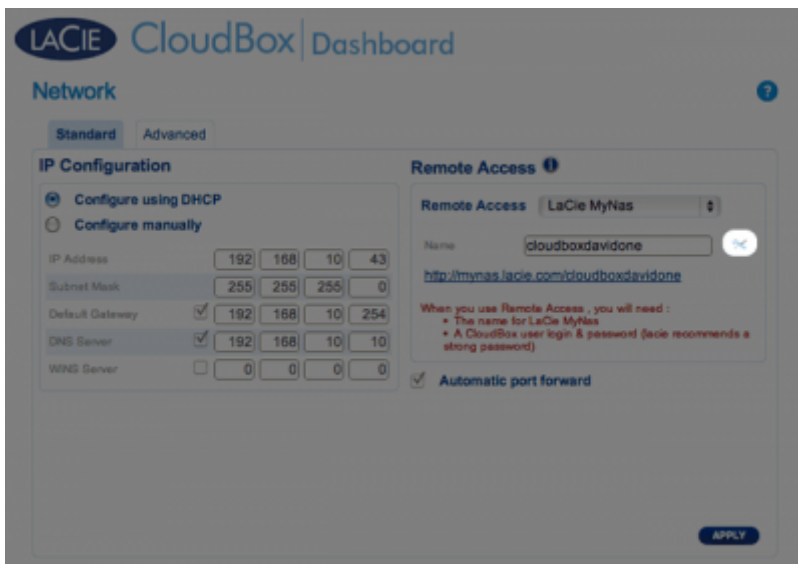 LACIE CloudBox | Dashboard
Network
?
Standard Advanced
IP Configuration
Configure using DHCP
Configure manually
IP Address 192 168 10 43
Subnet Mask 255 255 255 0
Default Gateway 192 168 10 254
DNS Server 192 168 10 10
WINS Server 0 0 0 0
Remote Access i
Remote Access LaCie MyNas
Name cloudboxdavidone
http://mynas.lacie.com/cloudboxdavidone
When you use Remote Access , you will need :
• The name for LaCie MyNas
• A CloudBox user login & password (lacie recommends a
strong password)
Automatic port forward
APPLY